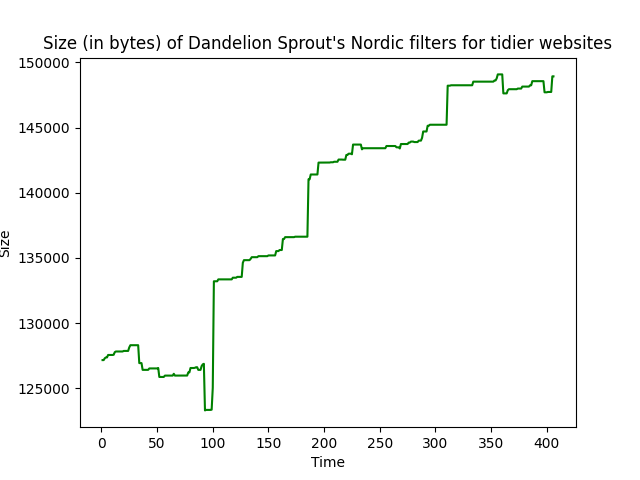 Size (in bytes) of Dandelion Sprout's Nordic filters for tidier websites
150000
145000
140000
135000
130000
125000
Size
0 50 100 150 200 250 300 350 400
Time